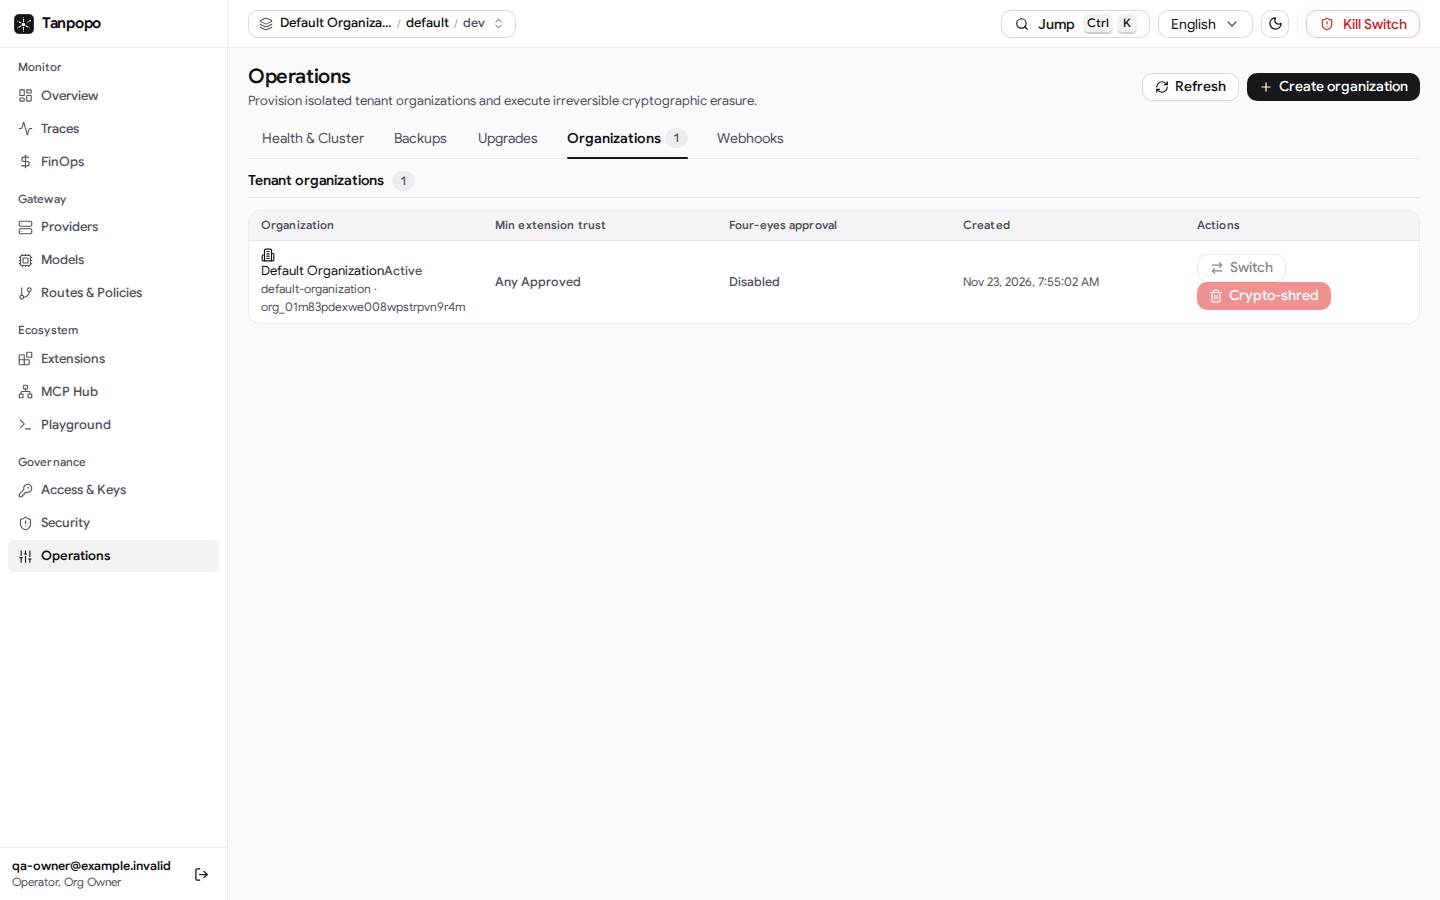 Tanpopo
Default Organiza... / default / dev
Jump Ctrl K
English
Kill Switch
Monitor
Overview
Traces
FinOps
Gateway
Providers
Models
Routes & Policies
Ecosystem
Extensions
MCP Hub
Playground
Governance
Access & Keys
Security
Operations
qa-owner@example.invalid
Operator, Org Owner
Operations
Provision isolated tenant organizations and execute irreversible cryptographic erasure.
Refresh
Create organization
Health & Cluster Backups Upgrades Organizations 1 Webhooks
Tenant organizations 1
Organization Min extension trust Four-eyes approval Created Actions
Default OrganizationActive
default-organization ·
org_01m83pdexwe008wpstrpvn9r4m
Any Approved
Disabled
Nov 23, 2026, 7:55:02 AM
Switch
Crypto-shred